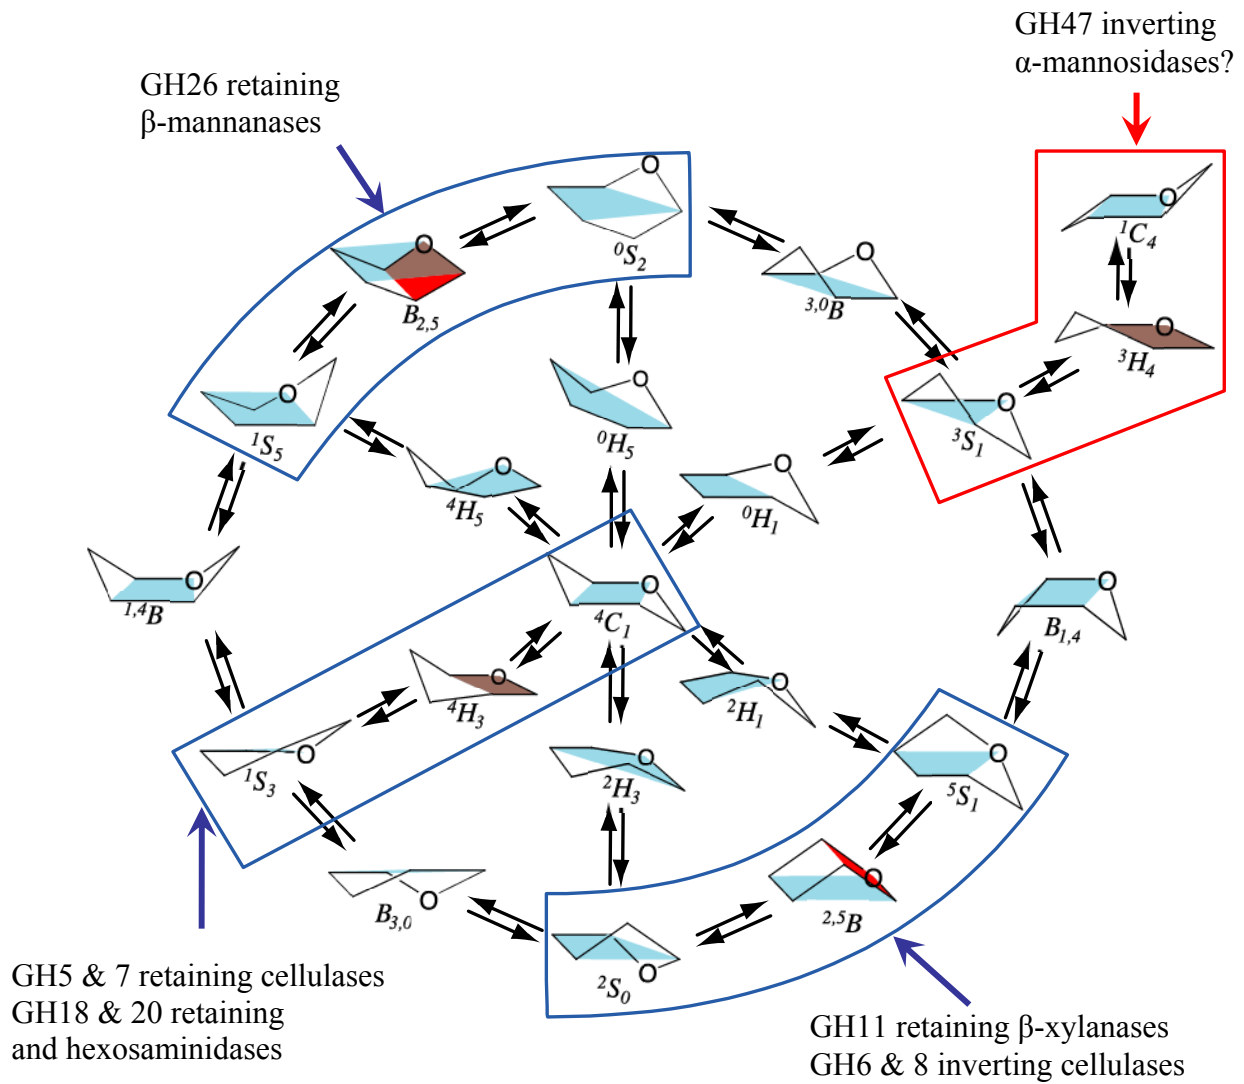 GH47 inverting
α-mannosidases?
GH26 retaining
β-mannanases
O
⁰S₂
O
¹C₄
O
B₂,₅
O
³,⁰B
O
³H₄
O
¹S₅
O
⁰H₅
O
³S₁
O
⁴H₅
O
⁰H₁
O
¹,⁴B
O
⁴C₁
O
B₁,₄
O
⁴H₃
O
²H₁
O
¹S₃
O
²H₃
O
⁵S₁
O
B₃,₀
O
²,⁵B
O
²S₀
GH5 & 7 retaining cellulases
GH18 & 20 retaining
and hexosaminidases
GH11 retaining β-xylanases
GH6 & 8 inverting cellulases